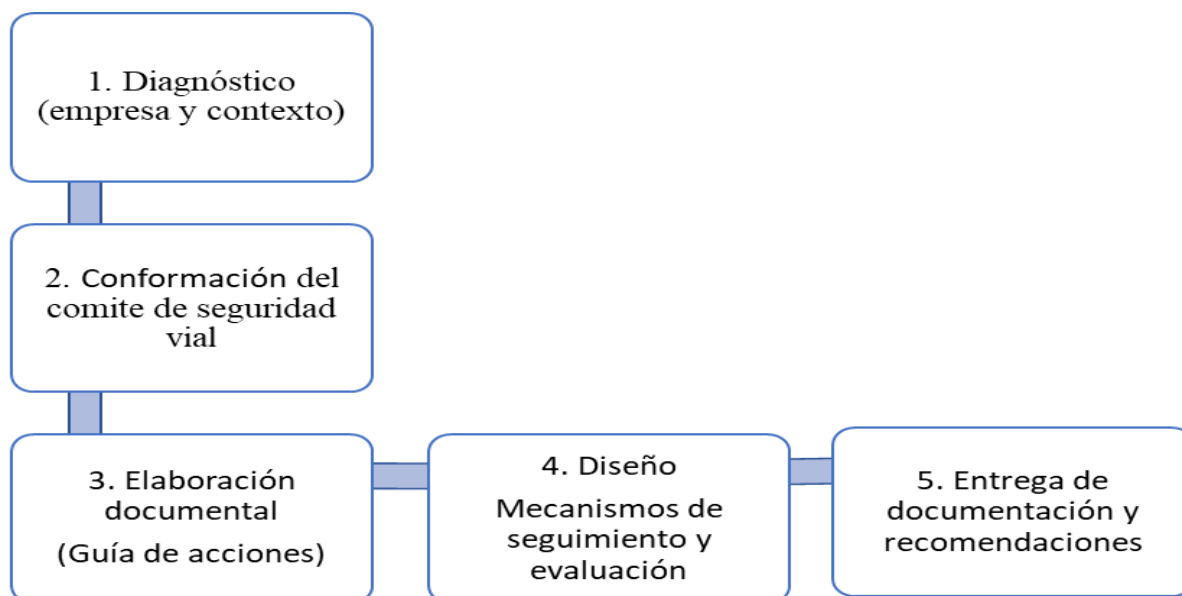 1. Diagnóstico
(empresa y contexto)
2. Conformación del
comite de seguridad
vial
3. Elaboración
documental
(Guía de acciones)
4. Diseño
Mecanismos de
seguimiento y
evaluación
5. Entrega de
documentación y
recomendaciones